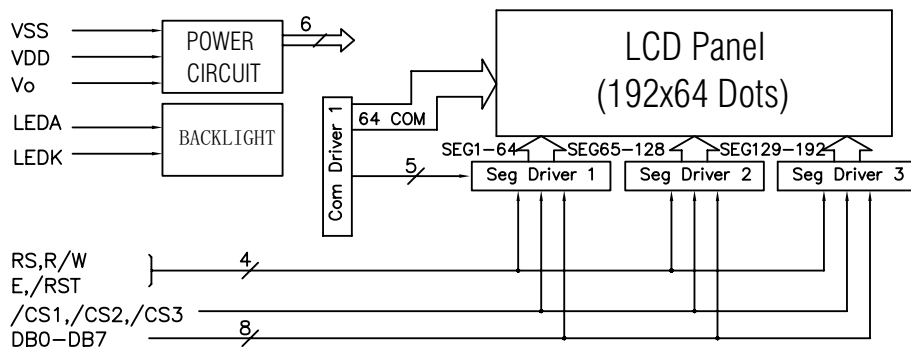 VSS
VDD
Vo
LEDA
LEDK
POWER
CIRCUIT
6
BACKLIGHT
Com Driver 1
64 COM
5
LCD Panel
(192x64 Dots)
SEG1-64
SEG65-128
SEG129-192
Seg Driver 1
Seg Driver 2
Seg Driver 3
RS,R/W
E,/RST
4
/CS1,/CS2,/CS3
DB0-DB7
8